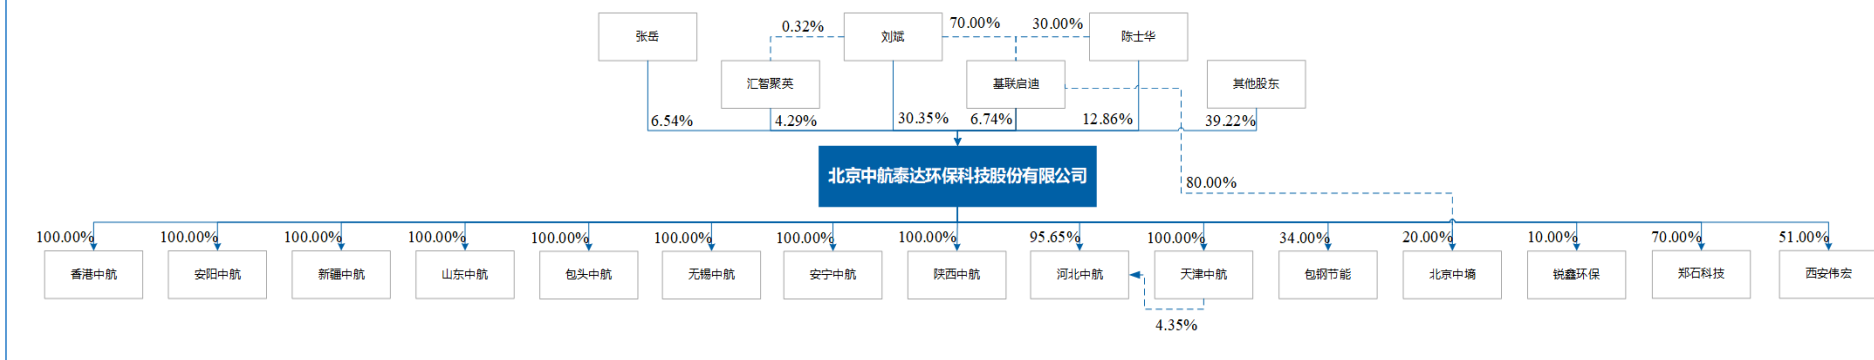 张岳
0.32%
刘斌
70.00%
30.00%
陈士华
汇智聚英
基联启迪
其他股东
6.54%
4.29%
30.35%
6.74%
12.86%
39.22%
北京中航泰达环保科技股份有限公司
80.00%
100.00%
100.00%
100.00%
100.00%
100.00%
100.00%
100.00%
100.00%
95.65%
100.00%
34.00%
20.00%
10.00%
70.00%
51.00%
香港中航
安阳中航
新疆中航
山东中航
包头中航
无锡中航
安宁中航
陕西中航
河北中航
天津中航
包钢节能
北京中墒
锐鑫环保
郑石科技
西安伟宏
4.35%